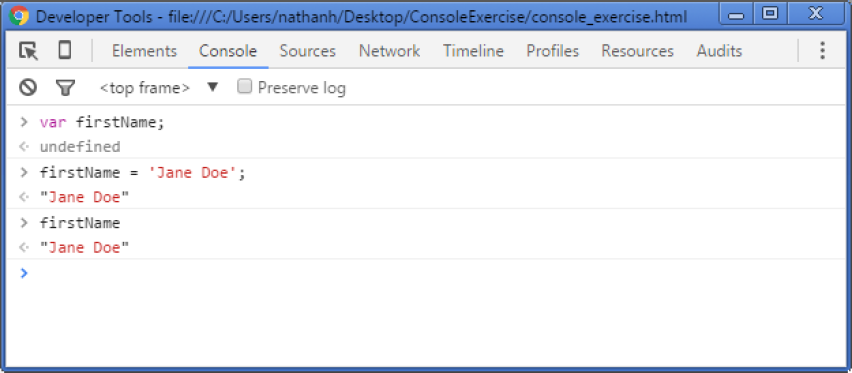 Developer Tools - file:///C:/Users/nathanh/Desktop/ConsoleExercise/console_exercise.html
Elements Console Sources Network Timeline Profiles Resources Audits
<top frame> ▼ Preserve log
> var firstName;
undefined
> firstName = 'Jane Doe';
"Jane Doe"
> firstName
"Jane Doe"
>